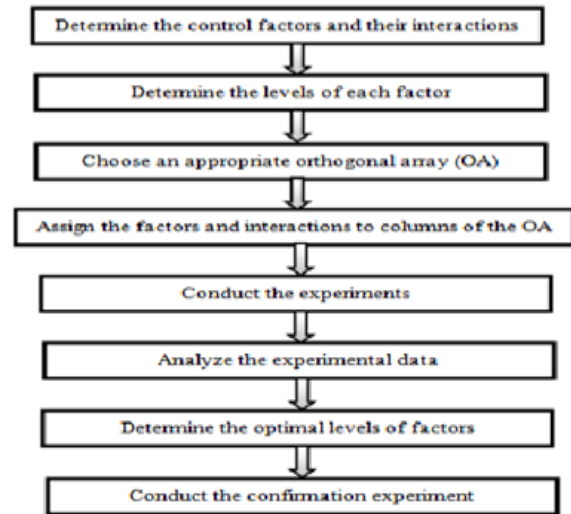 Determine the control factors and their interactions
Determine the levels of each factor
Choose an appropriate orthogonal array (OA)
Assign the factors and interactions to columns of the OA
Conduct the experiments
Analyze the experimental data
Determine the optimal levels of factors
Conduct the confirmation experiment